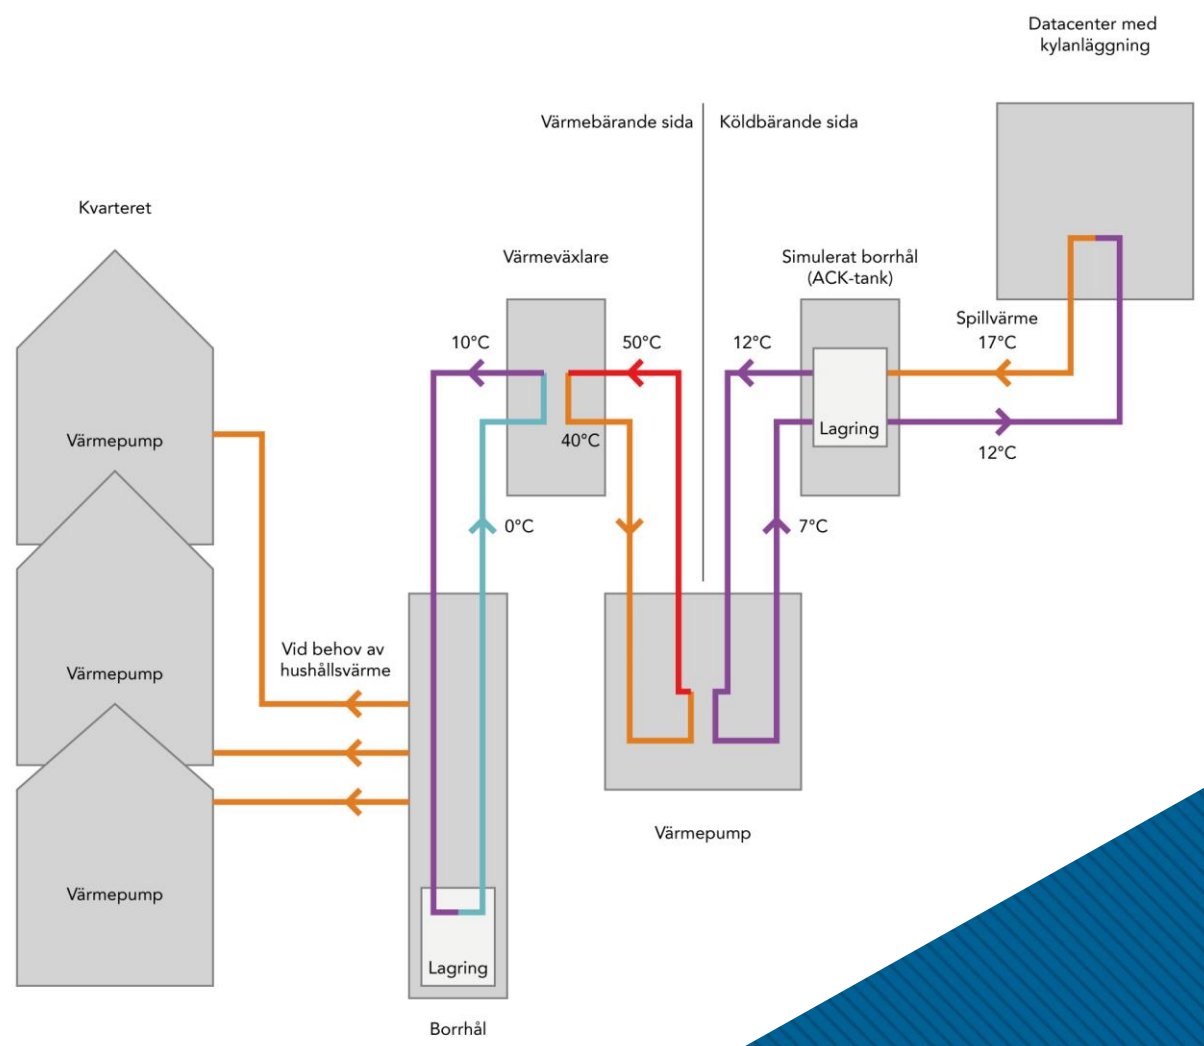 Datacenter med
kylanläggning
Värmebärande sida
Köldbärande sida
Kvarteret
Värmeväxlare
Simulerat borrhål
(ACK-tank)
Spillvärme
10°C
50°C
12°C
17°C
Värmepump
40°C
Lagring
12°C
0°C
7°C
Vid behov av
hushållsvärme
Värmepump
Värmepump
Värmepump
Lagring
Borrhål